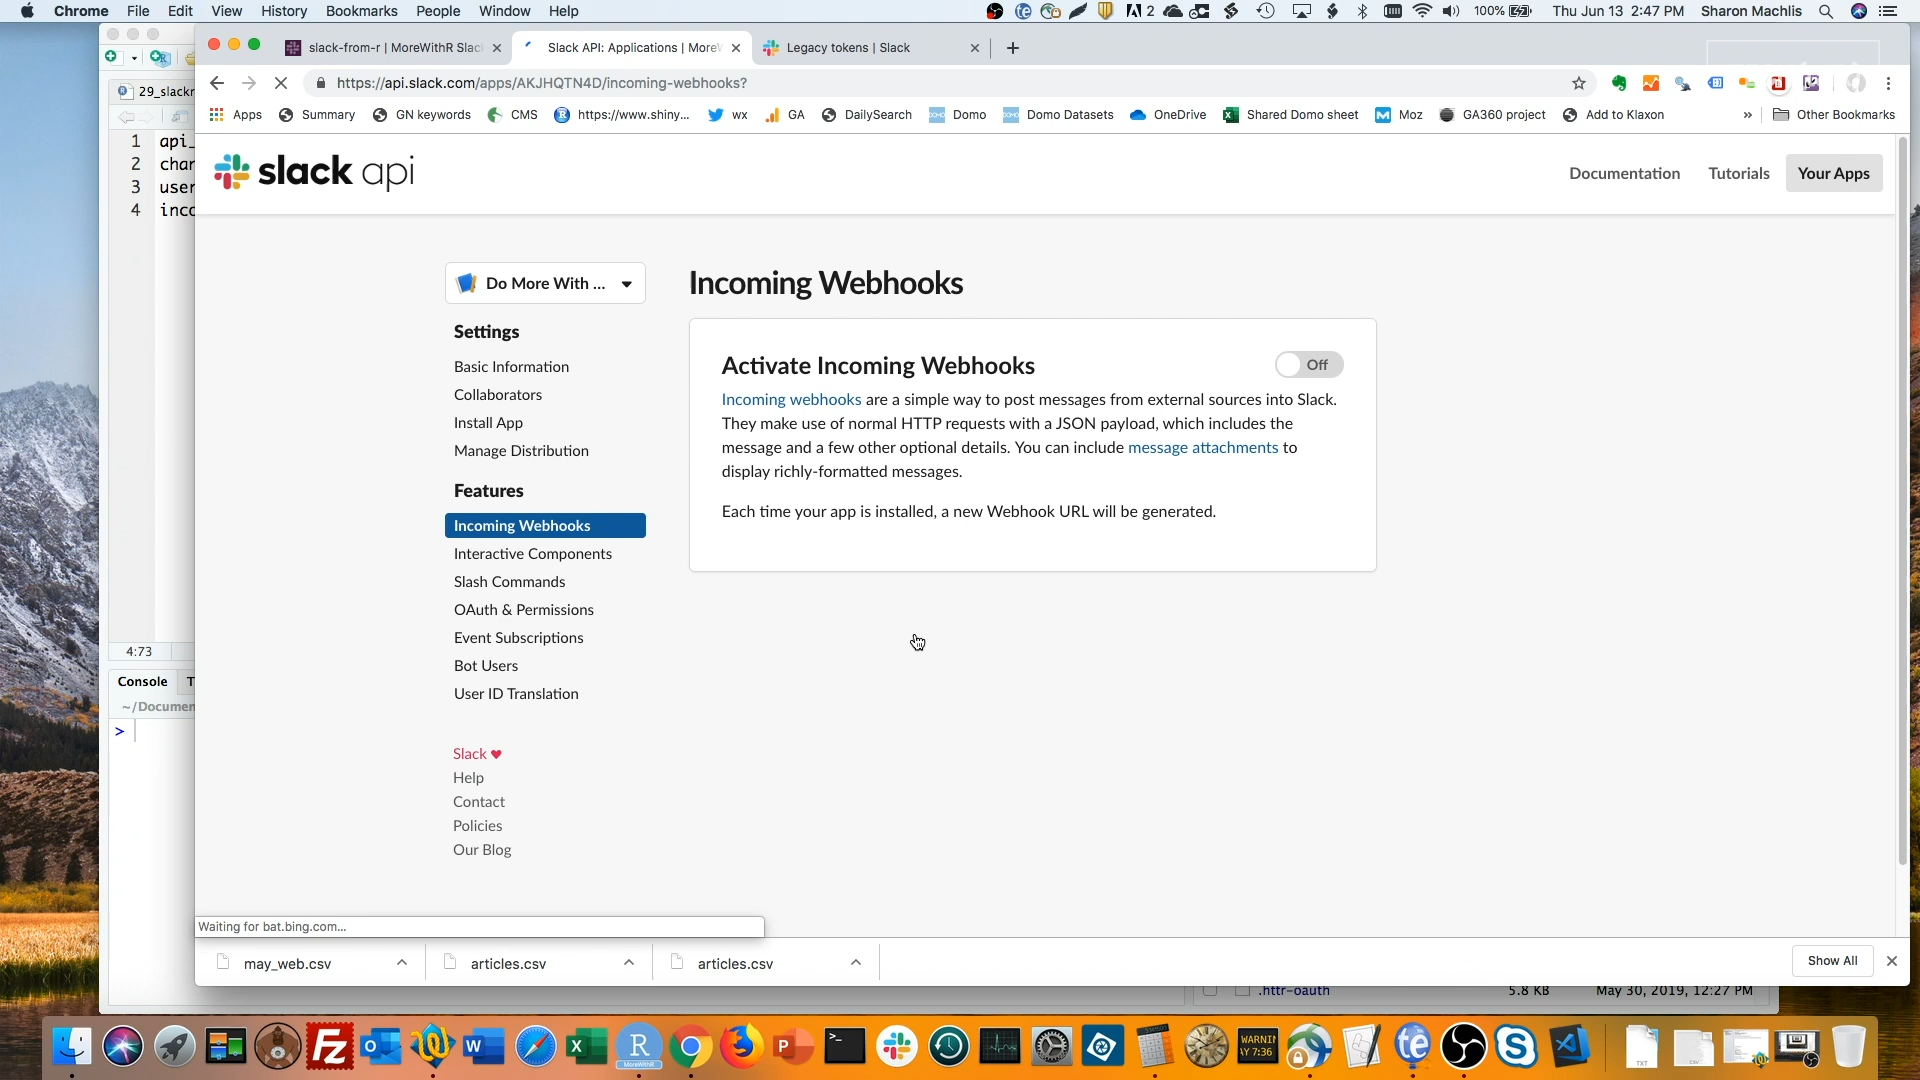 Chrome File Edit View History Bookmarks People Window Help 2 100% Thu Jun 13 2:47 PM Sharon Machlis
slack-from-r | MoreWithR Slac
Slack API: Applications | More
Legacy tokens | Slack
https://api.slack.com/apps/AKJHQTN4D/incoming-webhooks?
Apps Summary GN keywords CMS https://www.shiny... wx GA DailySearch Domo Domo Datasets OneDrive Shared Domo sheet Moz GA360 project Add to Klaxon » Other Bookmarks
29_slackr
1 api_
2 char
3 user
4 inco
4:73
Console T
~/Documen
>
slack api
Documentation Tutorials Your Apps
Do More With ...
Settings
Basic Information
Collaborators
Install App
Manage Distribution
Features
Incoming Webhooks
Interactive Components
Slash Commands
OAuth & Permissions
Event Subscriptions
Bot Users
User ID Translation
Slack ♥
Help
Contact
Policies
Our Blog
Incoming Webhooks
Activate Incoming Webhooks Off
Incoming webhooks are a simple way to post messages from external sources into Slack.
They make use of normal HTTP requests with a JSON payload, which includes the
message and a few other optional details. You can include message attachments to
display richly-formatted messages.
Each time your app is installed, a new Webhook URL will be generated.
Waiting for bat.bing.com...
may_web.csv articles.csv articles.csv Show All
.httr-oauth 5.8 KB May 30, 2019, 12:27 PM